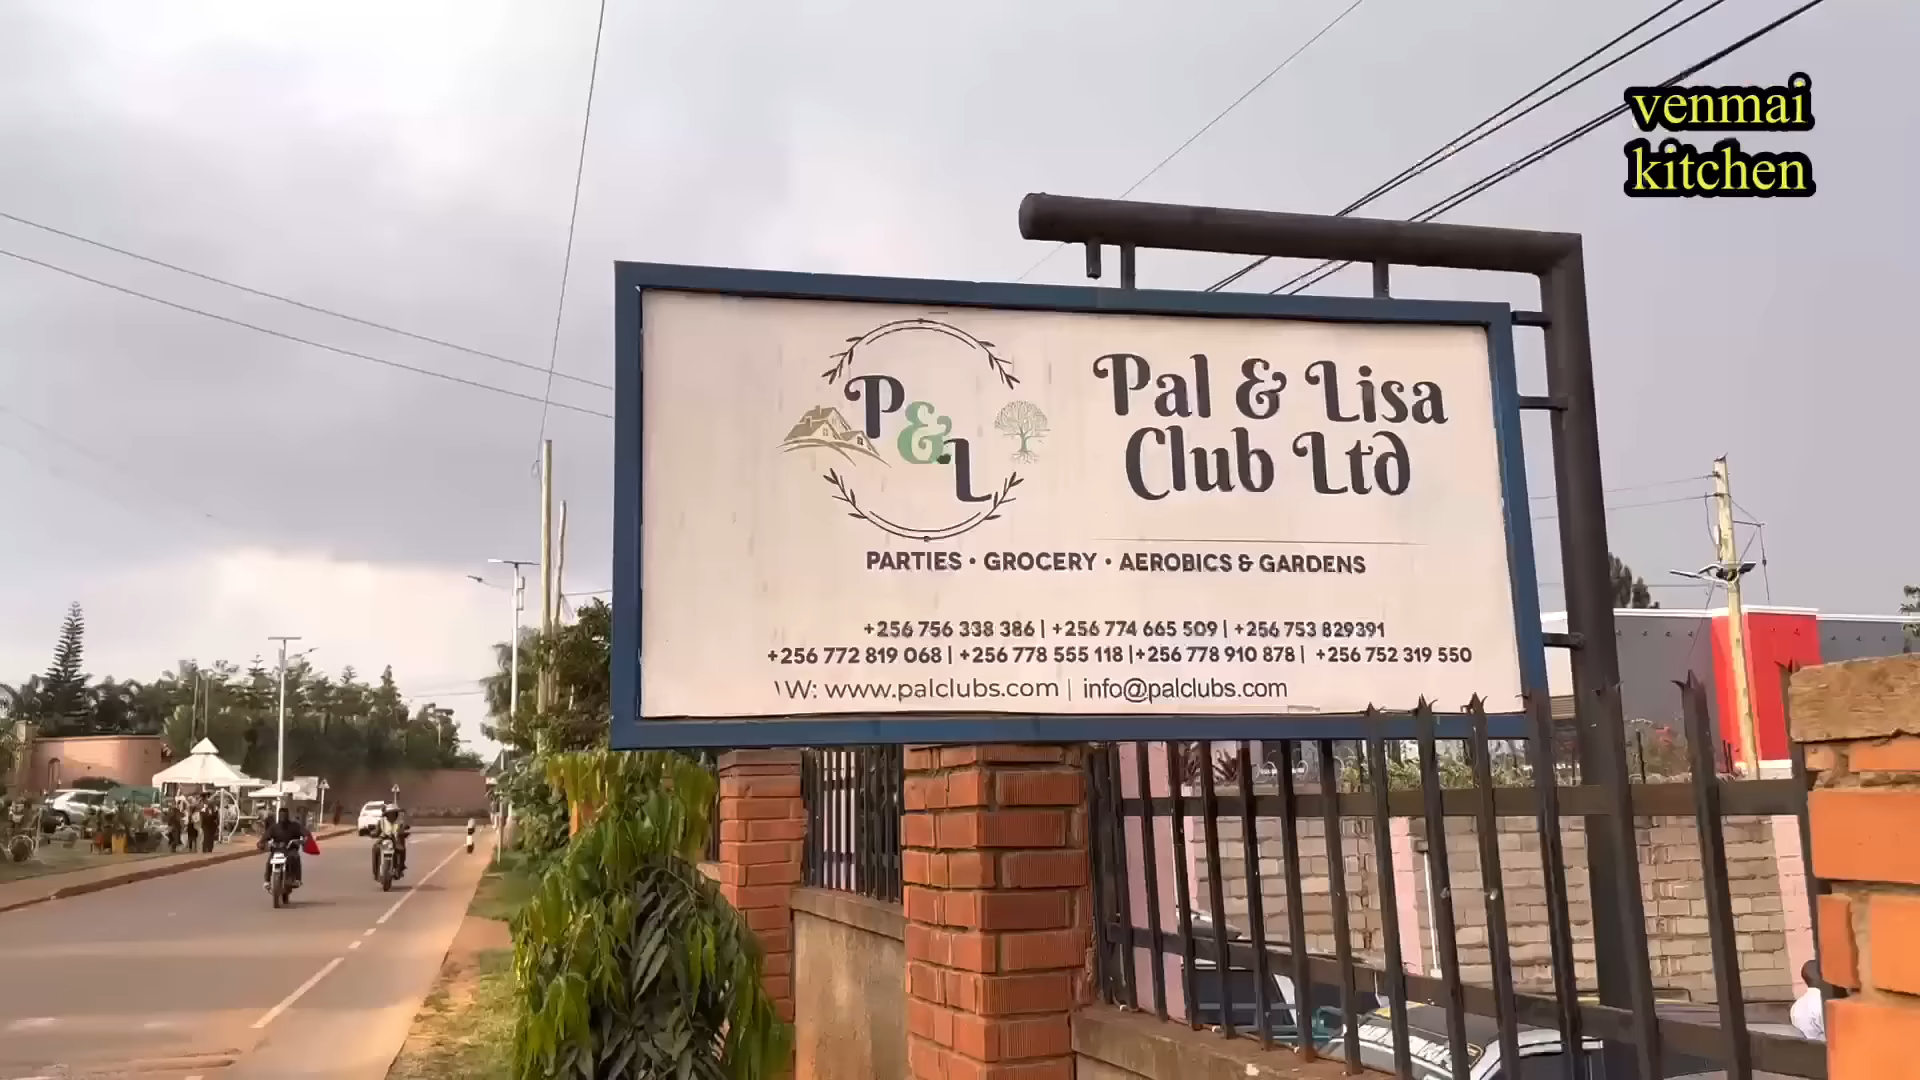 venmai
kitchen
P&L
Pal & Lisa
Club Ltd
PARTIES • GROCERY • AEROBICS & GARDENS
+256 756 338 386 | +256 774 665 509 | +256 753 829391
+256 772 819 068 | +256 778 555 118 |+256 778 910 878 | +256 752 319 550
W: www.palclubs.com | info@palclubs.com